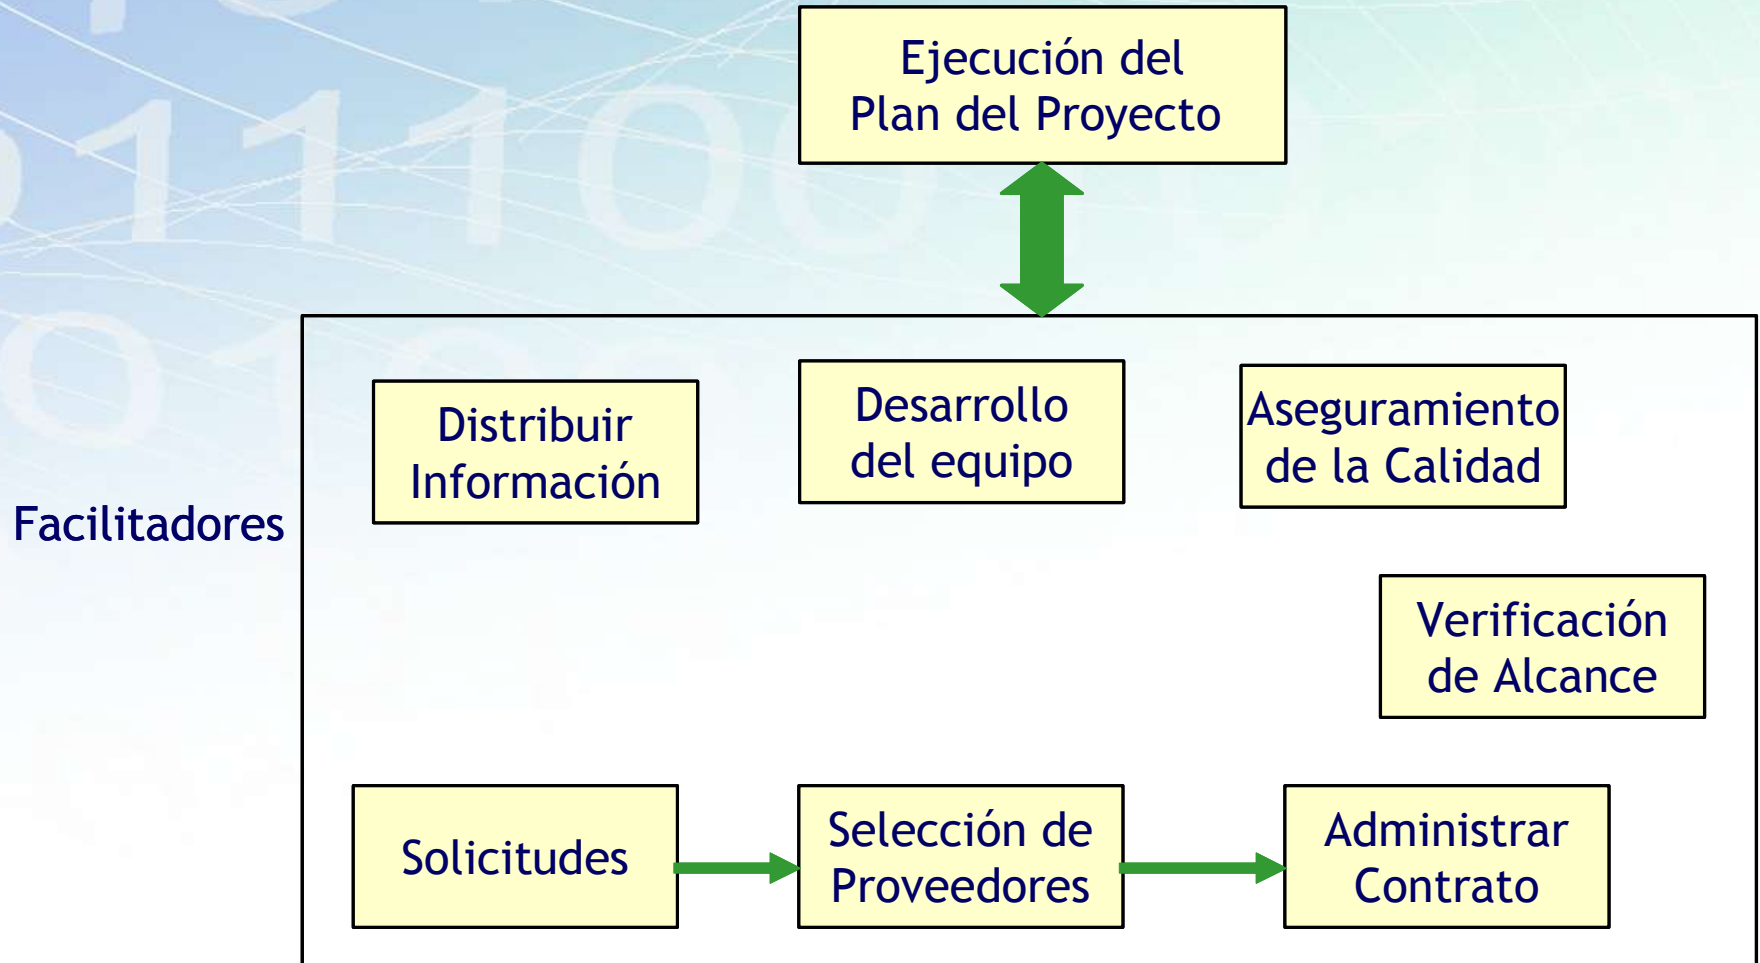 Ejecución del
Plan del Proyecto
Distribuir
Información
Desarrollo
del equipo
Aseguramiento
de la Calidad
Facilitadores
Verificación
de Alcance
Solicitudes
Selección de
Proveedores
Administrar
Contrato